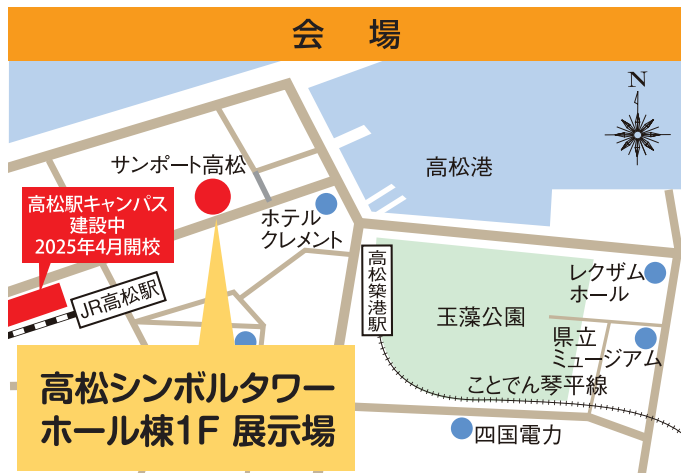 会 場
N
高松港
サンポート高松
高松駅キャンパス
建設中
2025年4月開校
ホテル
クレメント
JR高松駅
高松築港駅
玉藻公園
レクザム
ホール
県立
ミュージアム
ことでん琴平線
四国電力
高松シンボルタワー
ホール棟1F 展示場